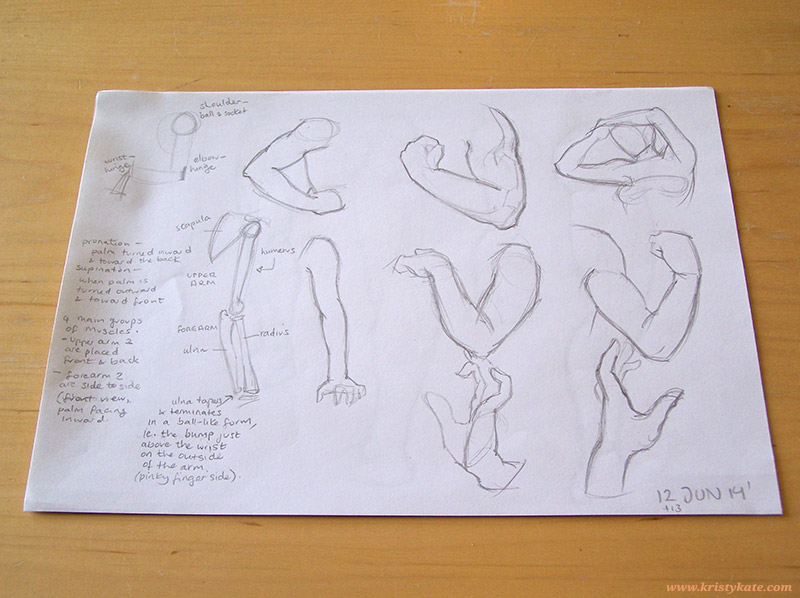 shoulder-
ball & socket
wrist-
hinge
elbow-
hinge
scapula
humerus
UPPER
ARM
FOREARM
radius
ulna
pronation -
palm turned inward
& toward the back
supination -
when palm is
turned outward
& toward front
4 main groups
of muscles.
- Upper arm 2
are placed
front & back
- forearm 2
are side to side
(front view,
palm facing
inward.
ulna tapers
& terminates
in a ball-like form,
ie. the bump just
above the wrist
on the outside
of the arm.
(pinky finger side).
12 JUN 14'
+13
www.kristykate.com